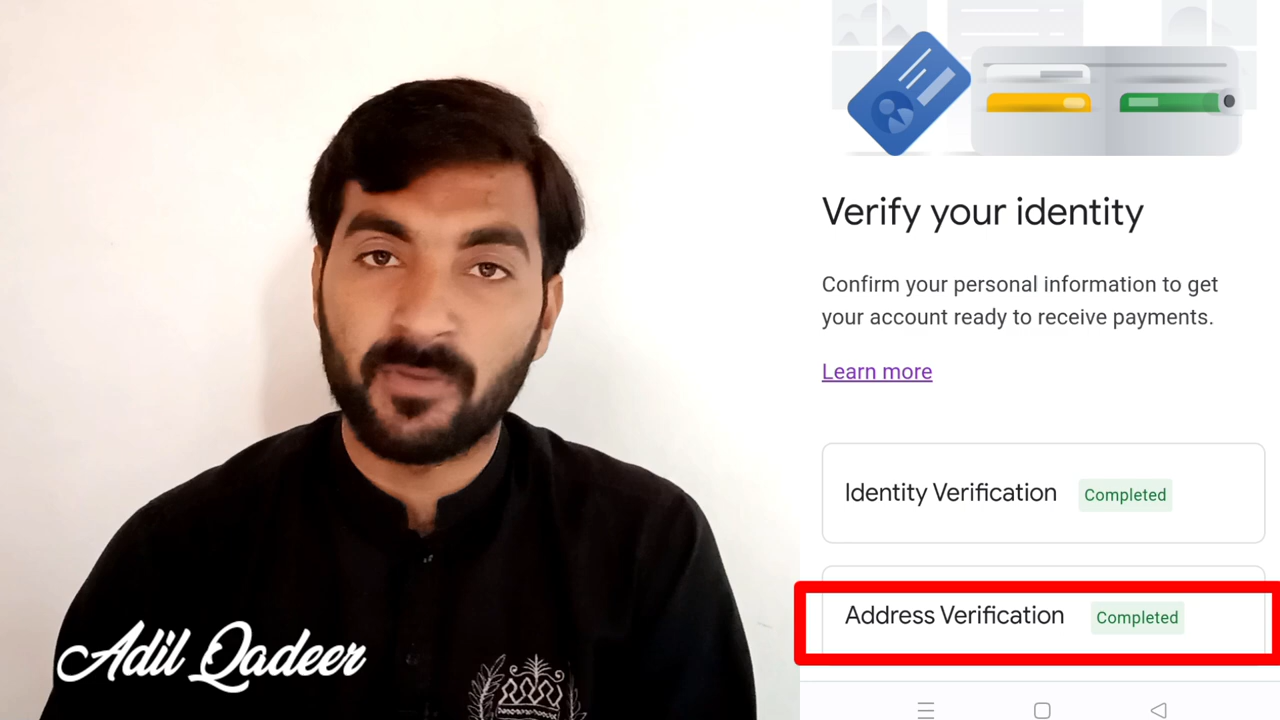 Adil Qadeer
Verify your identity
Confirm your personal information to get
your account ready to receive payments.
Learn more
Identity Verification Completed
Address Verification Completed